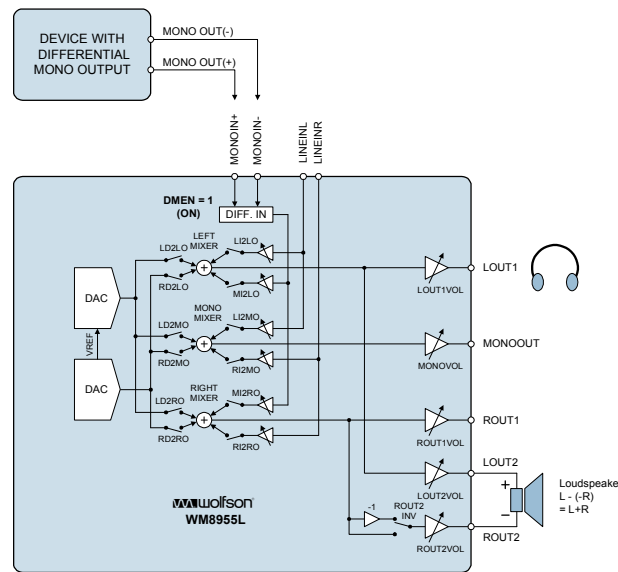 DEVICE WITH
DIFFERENTIAL
MONO OUTPUT
MONO OUT(-)
MONO OUT(+)
MONOIN+
MONOIN-
LINEINL
LINEINR
DMEN = 1
(ON)
DIFF. IN
LEFT
MIXER
LD2LO
RD2LO
LI2LO
MI2LO
LOUT1VOL
LOUT1
DAC
VREF
DAC
MONO
MIXER
LD2MO
RD2MO
LI2MO
RI2MO
MONOVOL
MONOOUT
RIGHT
MIXER
LD2RO
RD2RO
MI2RO
RI2RO
ROUT1VOL
ROUT1
LOUT2VOL
LOUT2
-1
ROUT2
INV
ROUT2VOL
ROUT2
+
–
Loudspeake
L - (-R)
= L+R
wolfson
WM8955L